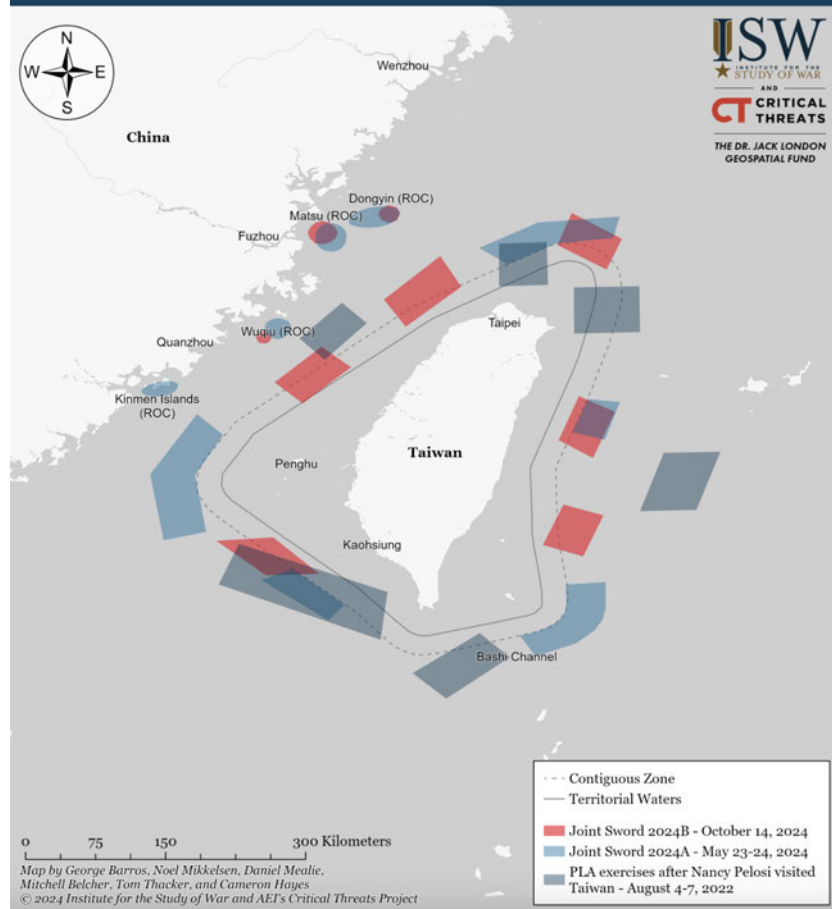 N
W E
S
ISW
INSTITUTE FOR THE
STUDY OF WAR
AND
CT CRITICAL
THREATS
THE DR. JACK LONDON
GEOSPATIAL FUND
Wenzhou
China
Dongyin (ROC)
Matsu (ROC)
Fuzhou
Taipei
Wuqiu (ROC)
Quanzhou
Kinmen Islands
(ROC)
Taiwan
Penghu
Kaohsiung
Bashi Channel
Contiguous Zone
Territorial Waters
Joint Sword 2024B - October 14, 2024
Joint Sword 2024A - May 23-24, 2024
PLA exercises after Nancy Pelosi visited
Taiwan - August 4-7, 2022
0 75 150 300 Kilometers
Map by George Barros, Noel Mikkelsen, Daniel Mealie,
Mitchell Belcher, Tom Thacker, and Cameron Hayes
© 2024 Institute for the Study of War and AEI's Critical Threats Project